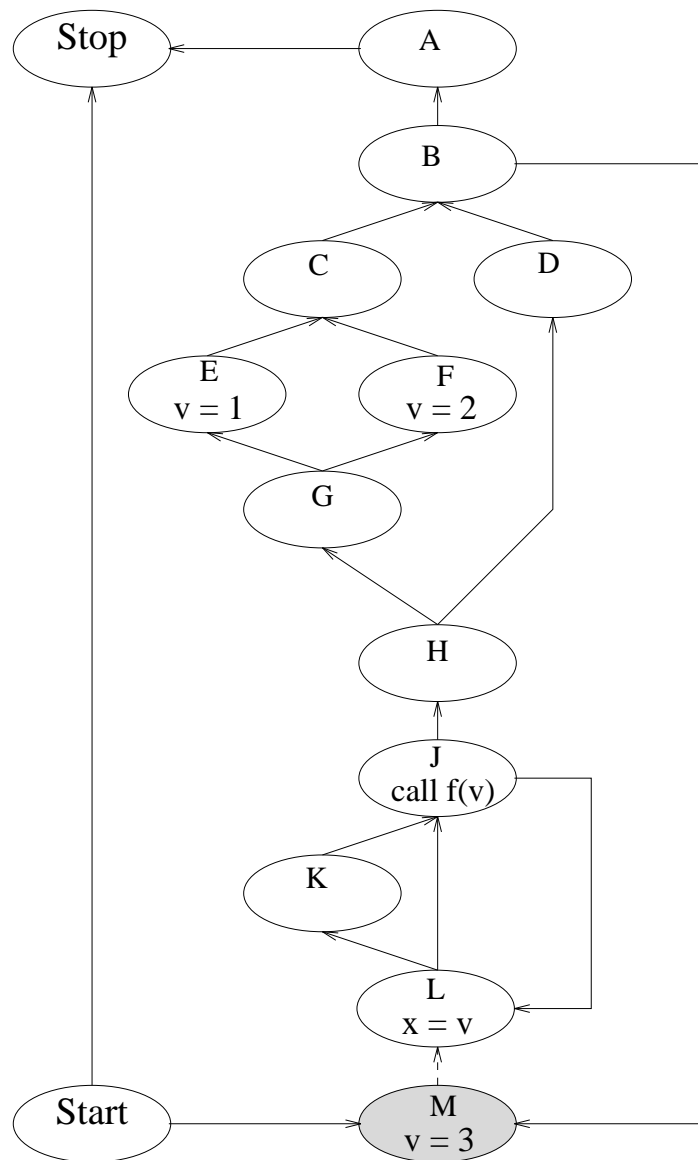 Stop
A
B
C
D
E
v = 1
F
v = 2
G
H
J
call f(v)
K
L
x = v
Start
M
v = 3